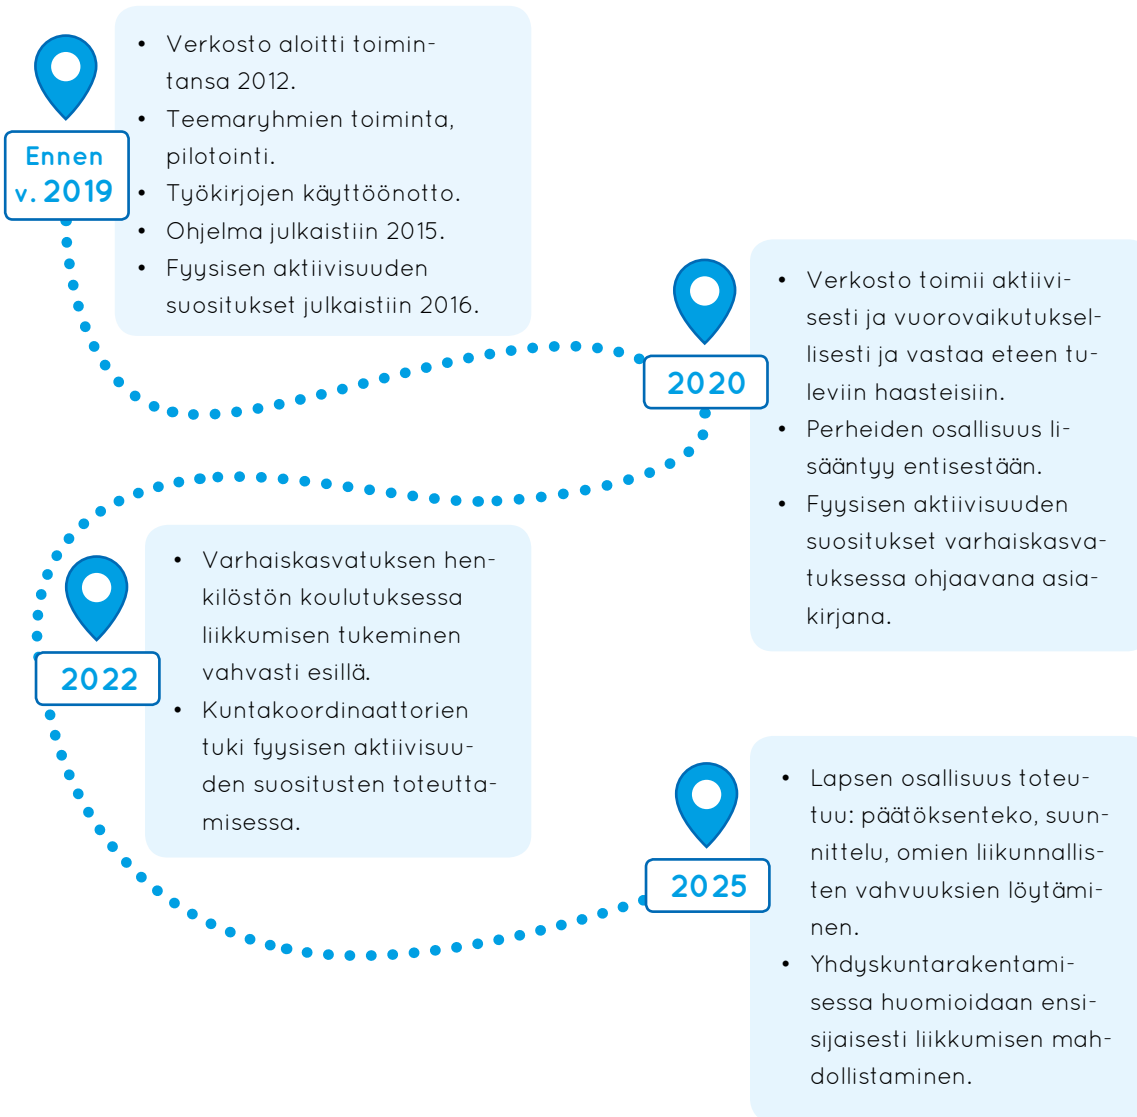 Ennen
v. 2019
• Verkosto aloitti toimin-
tansa 2012.
• Teemaryhmien toiminta,
pilotointi.
• Työkirjojen käyttöönotto.
• Ohjelma julkaistiin 2015.
• Fyysisen aktiivisuuden
suositukset julkaistiin 2016.
2020
• Verkosto toimii aktiivi-
sesti ja vuorovaikutuksel-
lisesti ja vastaa eteen tu-
leviin haasteisiin.
• Perheiden osallisuus li-
sääntyy entisestään.
• Fyysisen aktiivisuuden
suositukset varhaiskasva-
tuksessa ohjaavana asia-
kirjana.
2022
• Varhaiskasvatuksen hen-
kilöstön koulutuksessa
liikkumisen tukeminen
vahvasti esillä.
• Kuntakoordinaattorien
tuki fyysisen aktiivisuu-
den suositusten toteutta-
misessa.
2025
• Lapsen osallisuus toteu-
tuu: päätöksenteko, suun-
nittelu, omien liikunnallis-
ten vahvuuksien löytämi-
nen.
• Yhdyskuntarakentami-
sessa huomioidaan ensi-
sijaisesti liikkumisen mah-
dollistaminen.